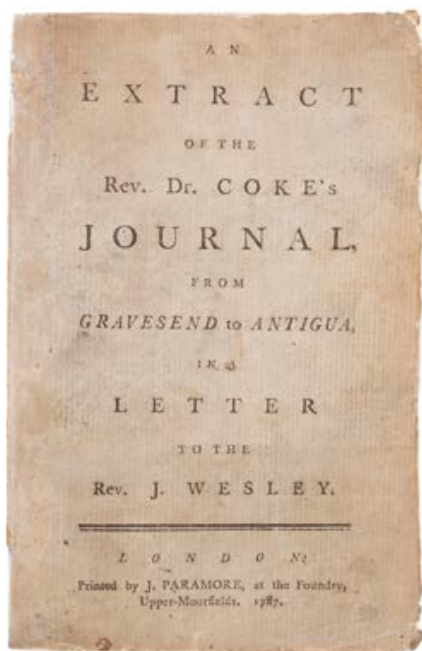 AN
EXTRACT
OF THE
Rev. Dr. COKE's
JOURNAL,
FROM
GRAVESEND to ANTIGUA,
IN a
LETTER
TO THE
Rev. J. WESLEY.
LONDON:
Printed by J. PARAMORE, at the Foundry,
Upper-Moorfields. 1787.